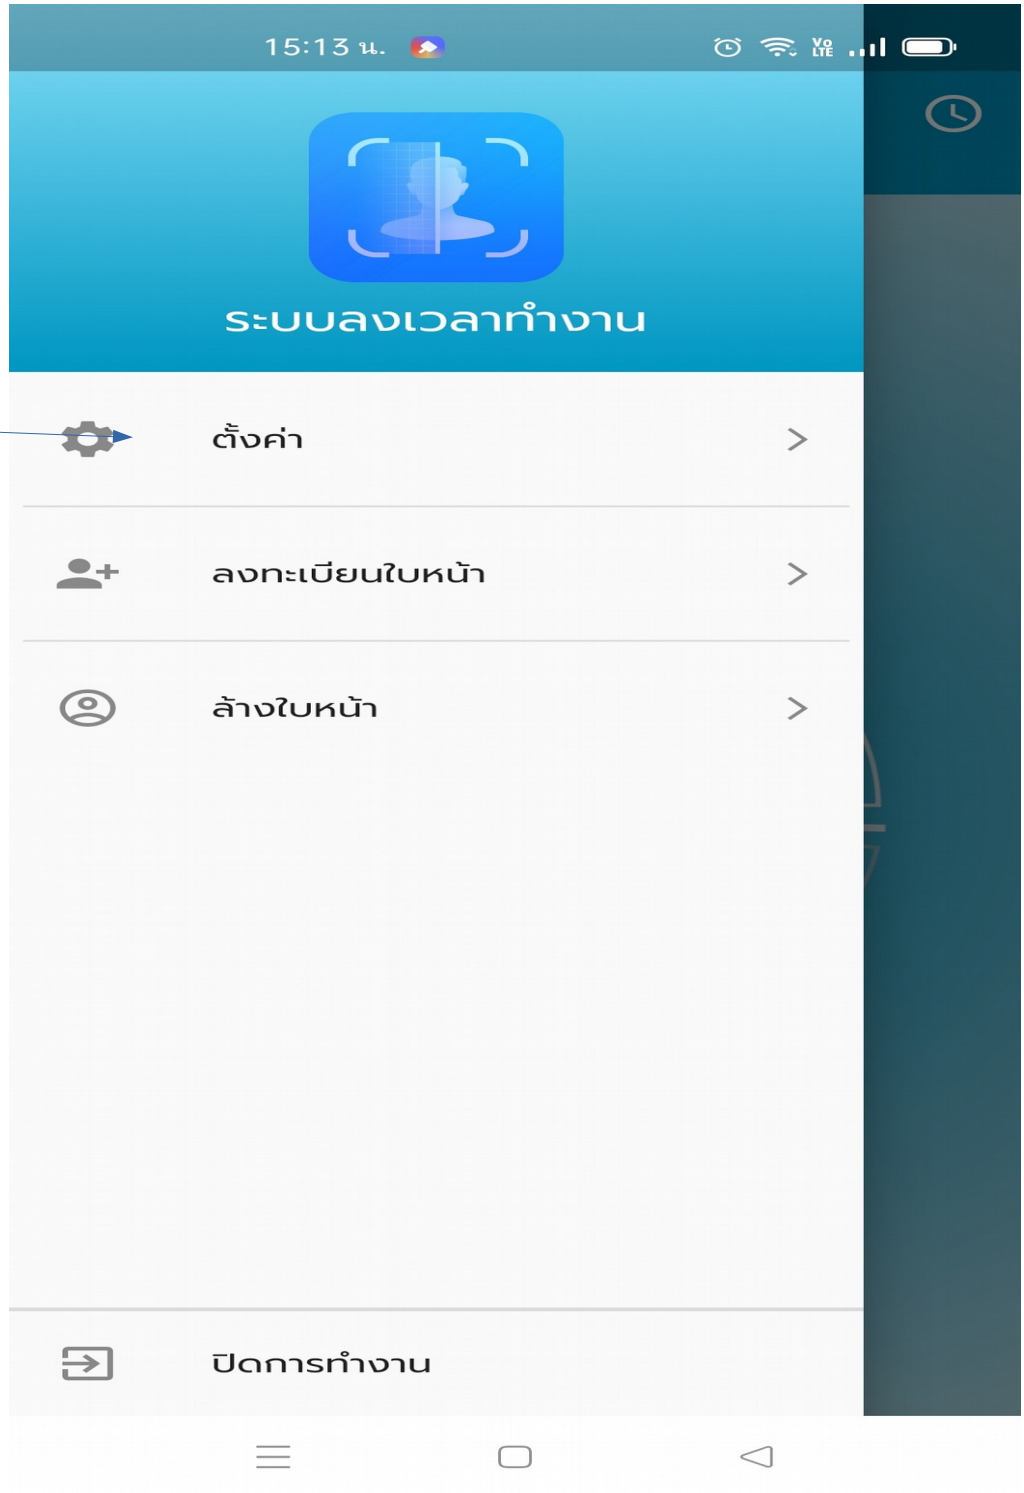 15:13 น.
Vo LTE
ระบบลงเวลาทำงาน
ตั้งค่า
ลงทะเบียนใบหน้า
ล้างใบหน้า
ปิดการทำงาน